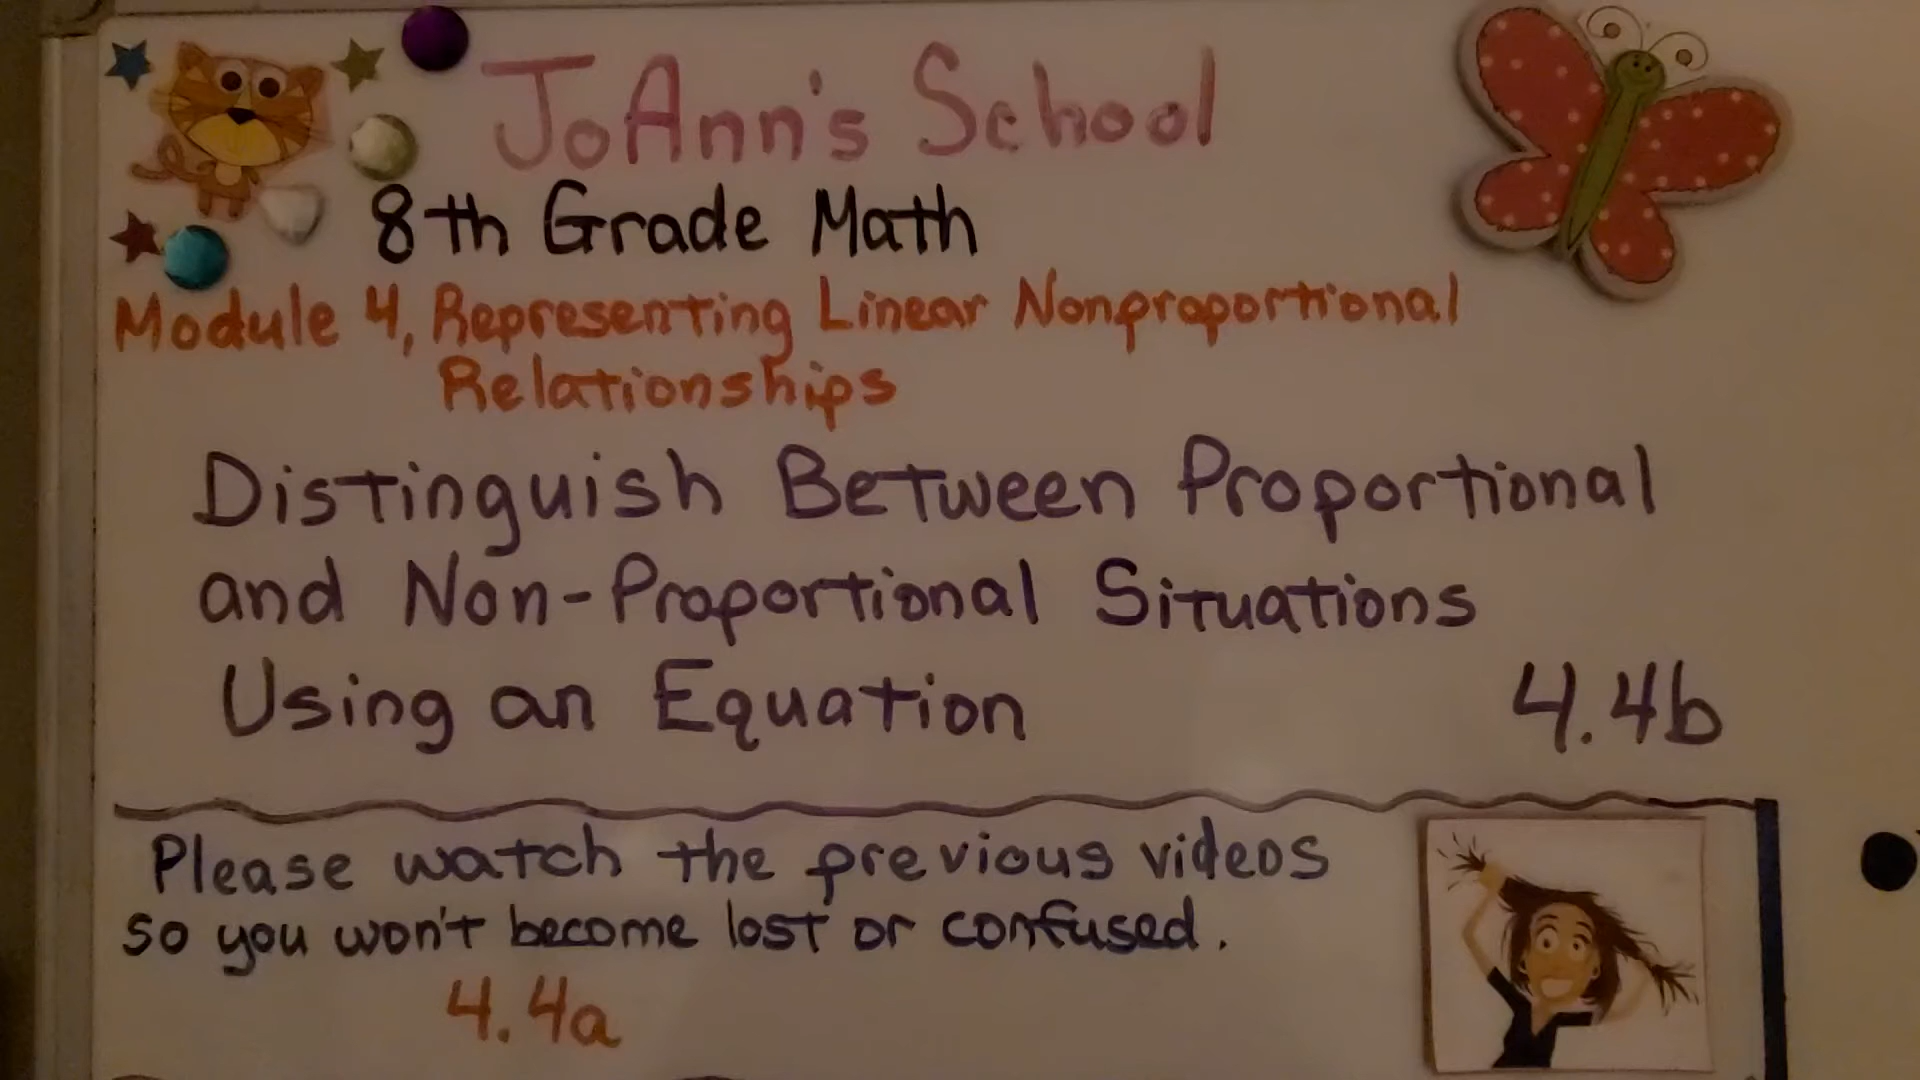 JoAnn's School
8th Grade Math
Module 4, Representing Linear Nonproportional
Relationships
Distinguish Between Proportional
and Non-Proportional Situations
Using an Equation
4.4b
Please watch the previous videos
so you won't become lost or confused.
4.4a